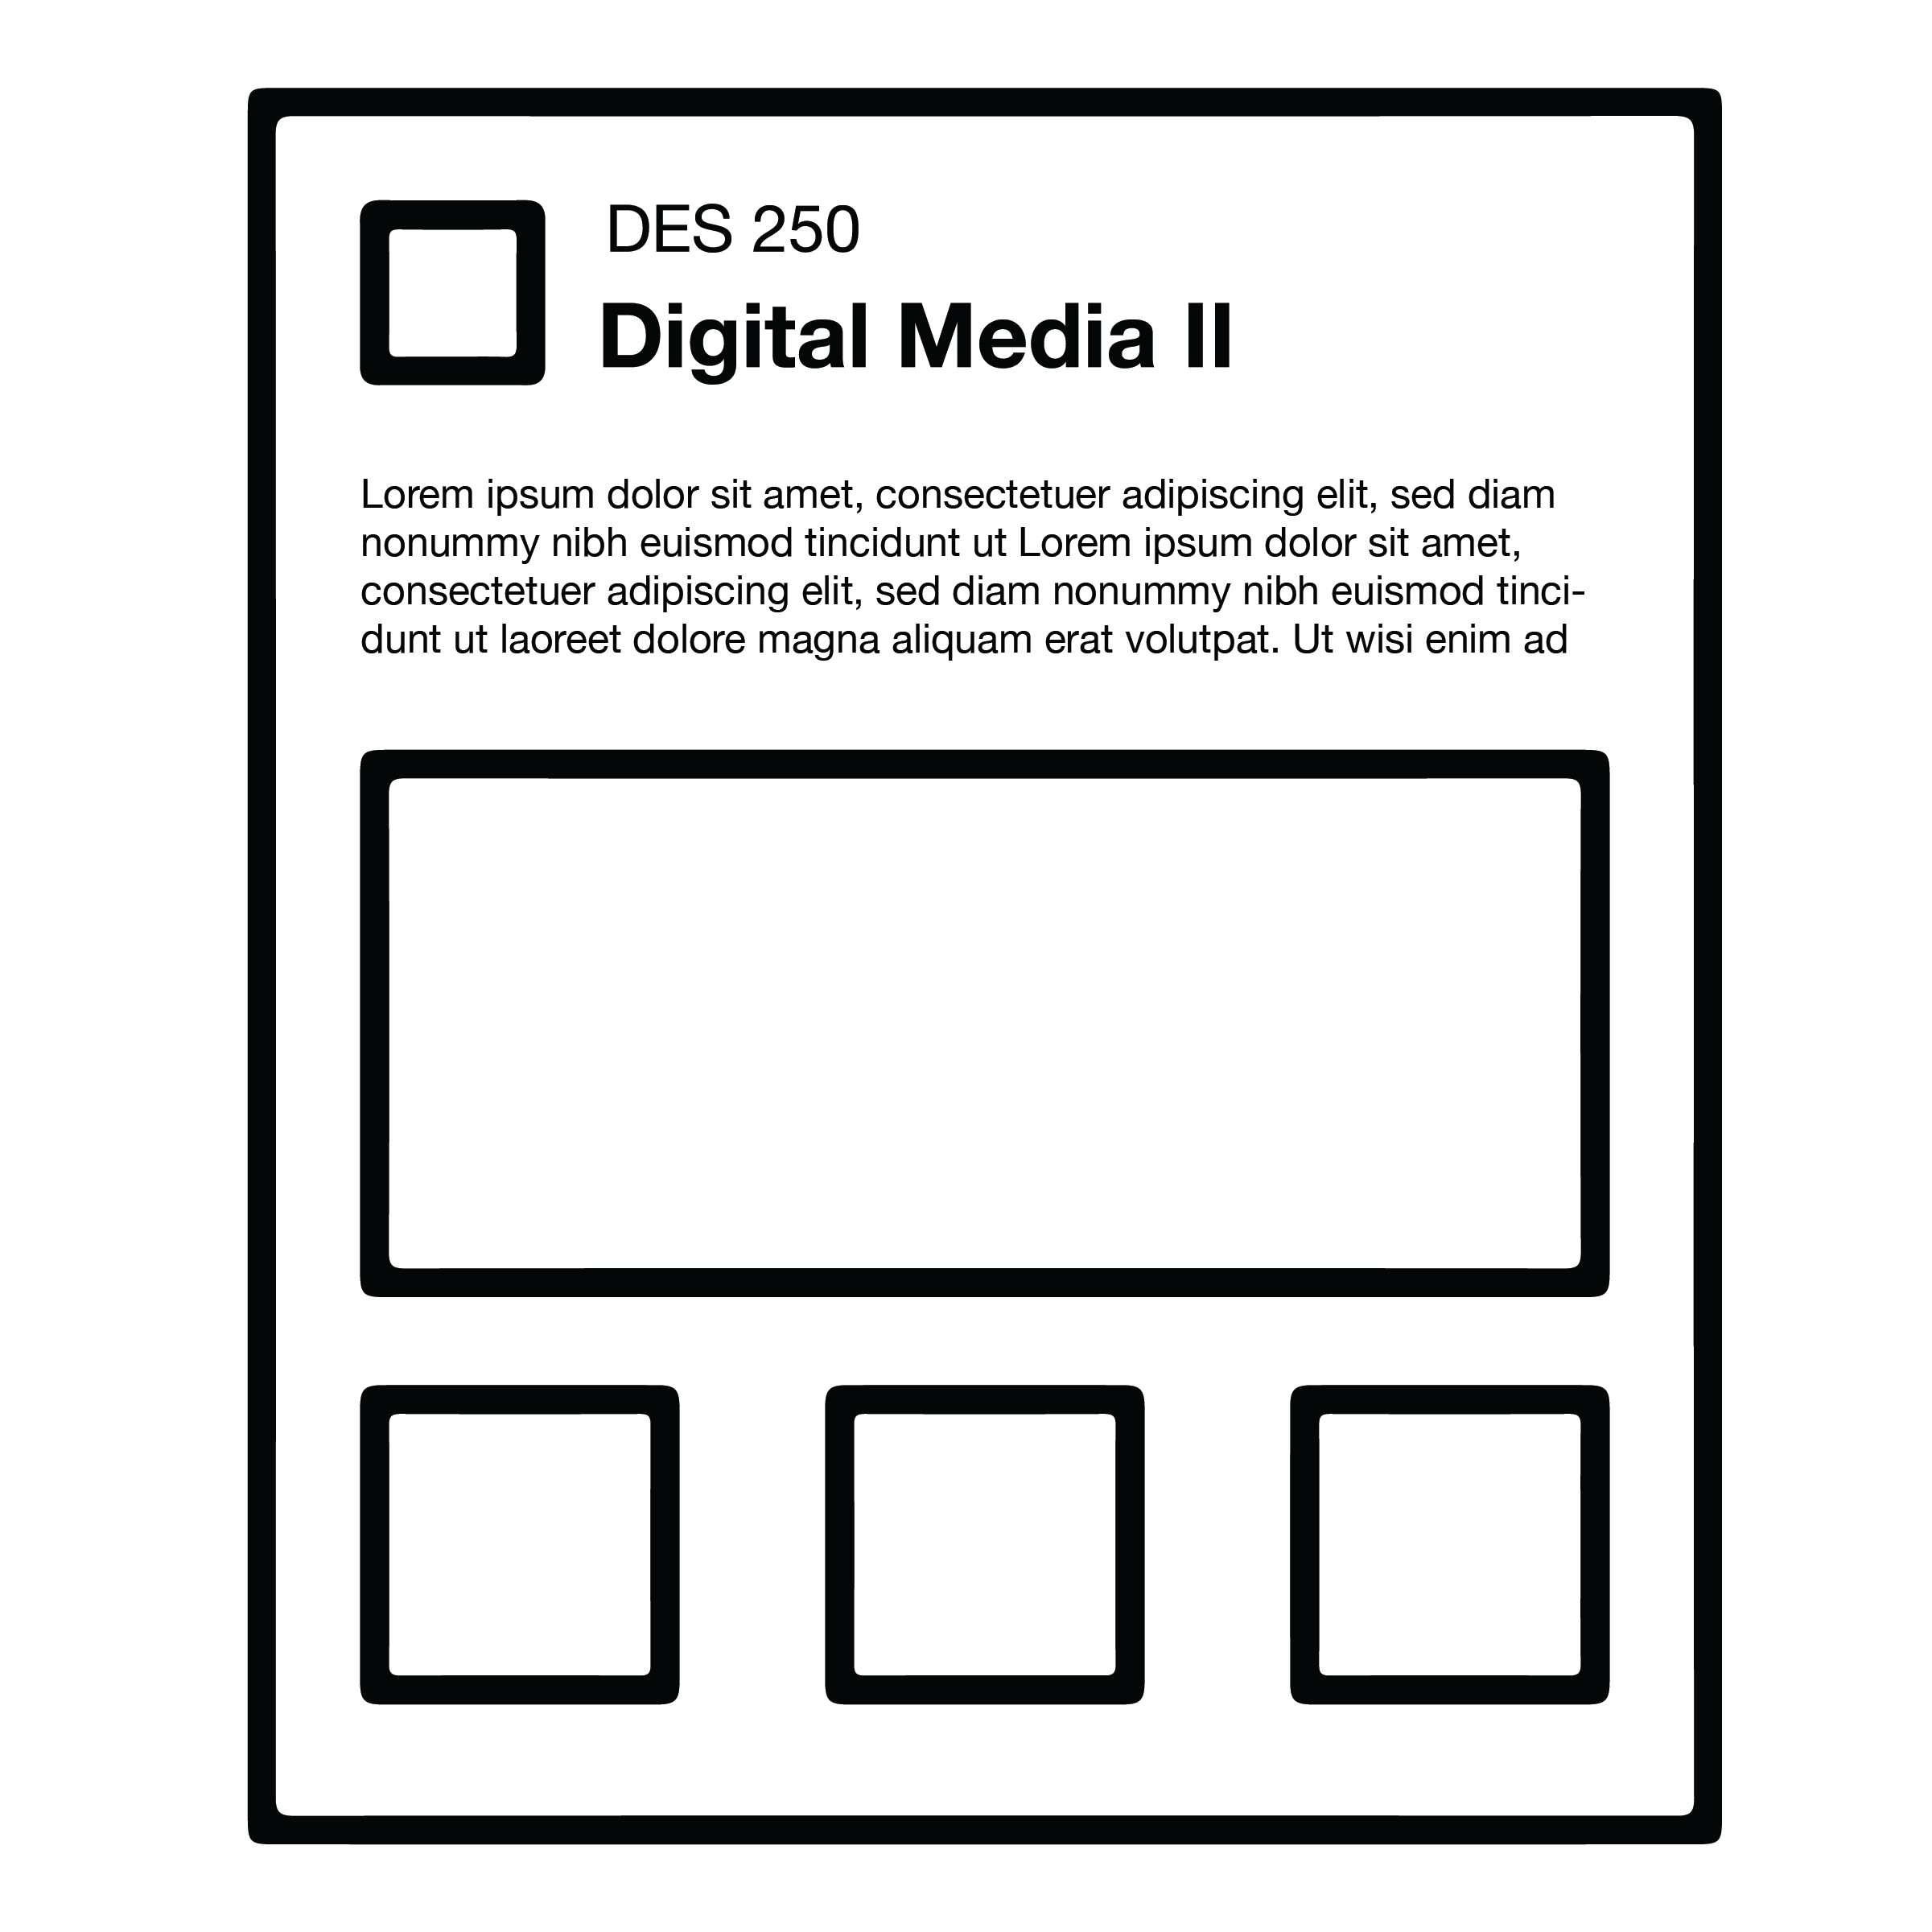 DES 250
Digital Media II
Lorem ipsum dolor sit amet, consectetuer adipiscing elit, sed diam
nonummy nibh euismod tincidunt ut Lorem ipsum dolor sit amet,
consectetuer adipiscing elit, sed diam nonummy nibh euismod tinci-
dunt ut laoreet dolore magna aliquam erat volutpat. Ut wisi enim ad